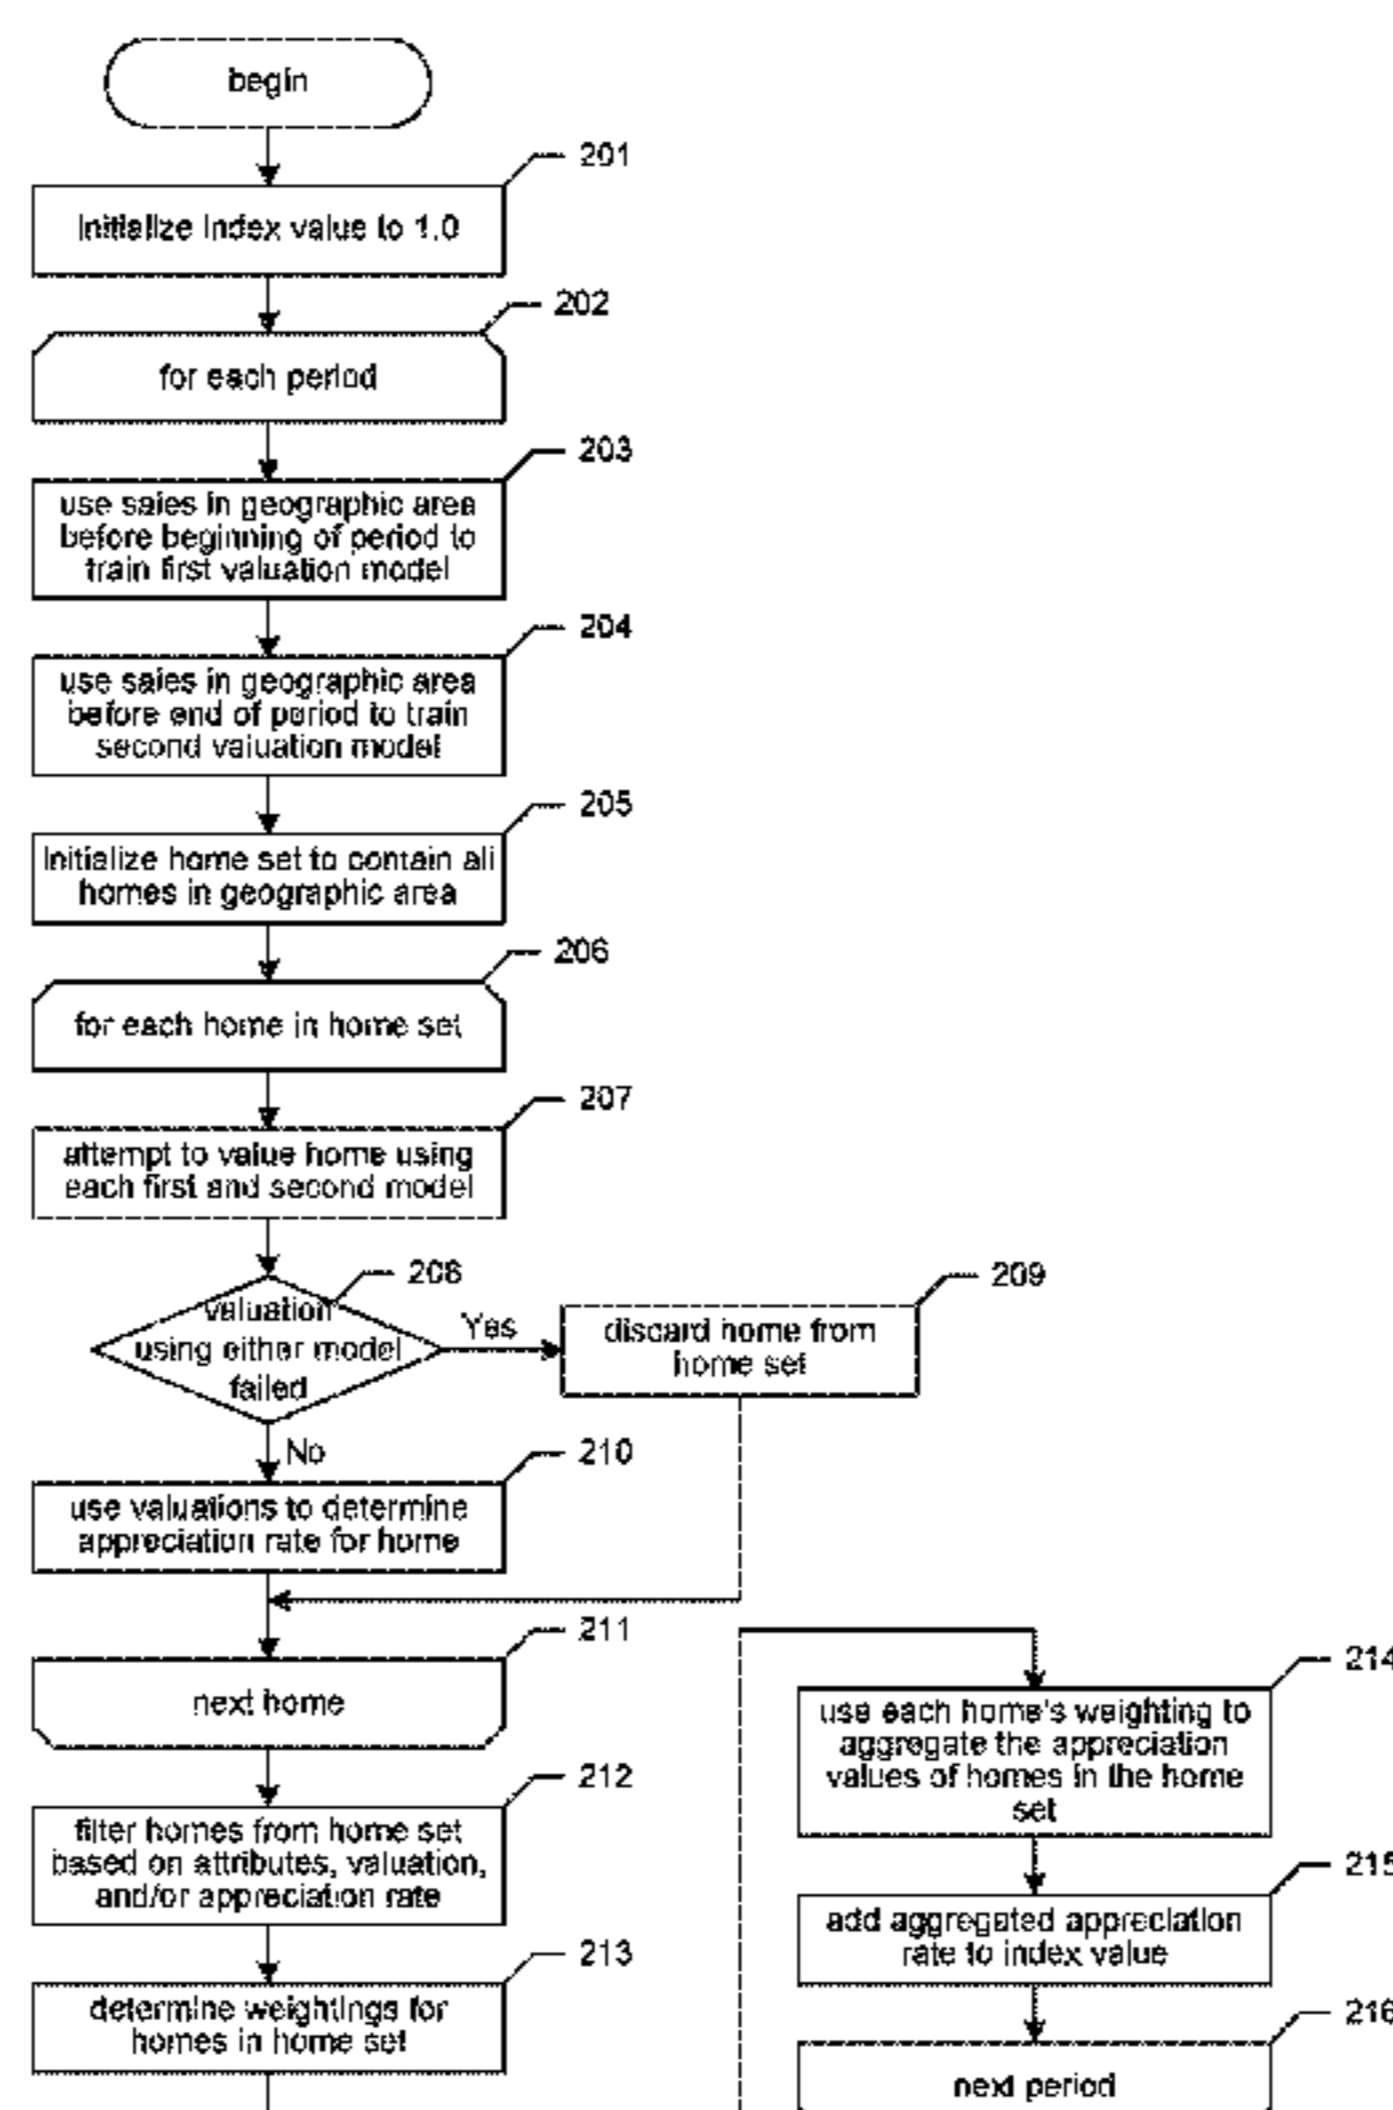 begin
201
initialize index value to 1.0
202
for each period
203
use sales in geographic area
before beginning of period to
train first valuation model
204
use sales in geographic area
before end of period to train
second valuation model
205
initialize home set to contain all
homes in geographic area
206
for each home in home set
207
attempt to value home using
each first and second model
208
valuation
using either model
failed
Yes
209
discard home from
home set
No
210
use valuations to determine
appreciation rate for home
211
next home
212
filter homes from home set
based on attributes, valuation,
and/or appreciation rate
213
determine weightings for
homes in home set
214
use each home's weighting to
aggregate the appreciation
values of homes in the home
set
215
add aggregated appreciation
rate to index value
216
next period